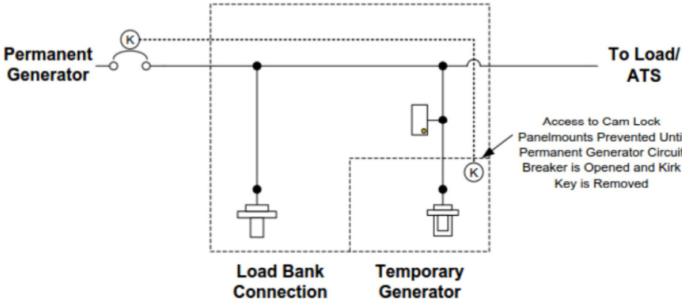 K
Permanent
Generator
To Load/
ATS
Access to Cam Lock
Panelmounts Prevented Unti
Permanent Generator Circuit
Breaker is Opened and Kirk
Key is Removed
K
Load Bank
Connection
Temporary
Generator